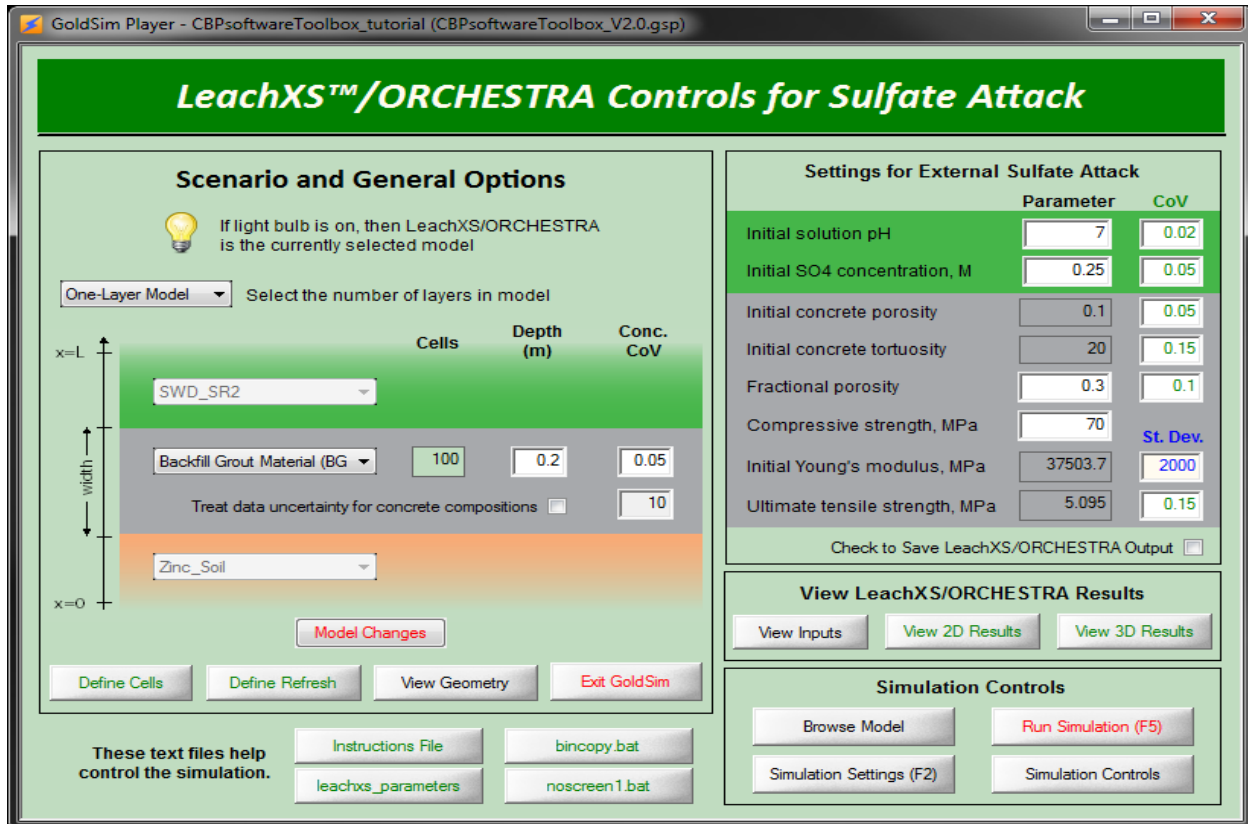 GoldSim Player - CBPsoftwareToolbox_tutorial (CBPsoftwareToolbox_V2.0.gsp)
LeachXS™/ORCHESTRA Controls for Sulfate Attack
Scenario and General Options
If light bulb is on, then LeachXS/ORCHESTRA
is the currently selected model
One-Layer Model Select the number of layers in model
Cells Depth (m) Conc. CoV
x=L
SWD_SR2
width
Backfill Grout Material (BG 100 0.2 0.05
Treat data uncertainty for concrete compositions 10
Zinc_Soil
x=0
Model Changes
Define Cells Define Refresh View Geometry Exit GoldSim
These text files help
control the simulation.
Instructions File bincopy.bat
leachxs_parameters noscreen1.bat
Settings for External Sulfate Attack
Parameter CoV
Initial solution pH 7 0.02
Initial SO4 concentration, M 0.25 0.05
Initial concrete porosity 0.1 0.05
Initial concrete tortuosity 20 0.15
Fractional porosity 0.3 0.1
Compressive strength, MPa 70
St. Dev.
Initial Young's modulus, MPa 37503.7 2000
Ultimate tensile strength, MPa 5.095 0.15
Check to Save LeachXS/ORCHESTRA Output
View LeachXS/ORCHESTRA Results
View Inputs View 2D Results View 3D Results
Simulation Controls
Browse Model Run Simulation (F5)
Simulation Settings (F2) Simulation Controls